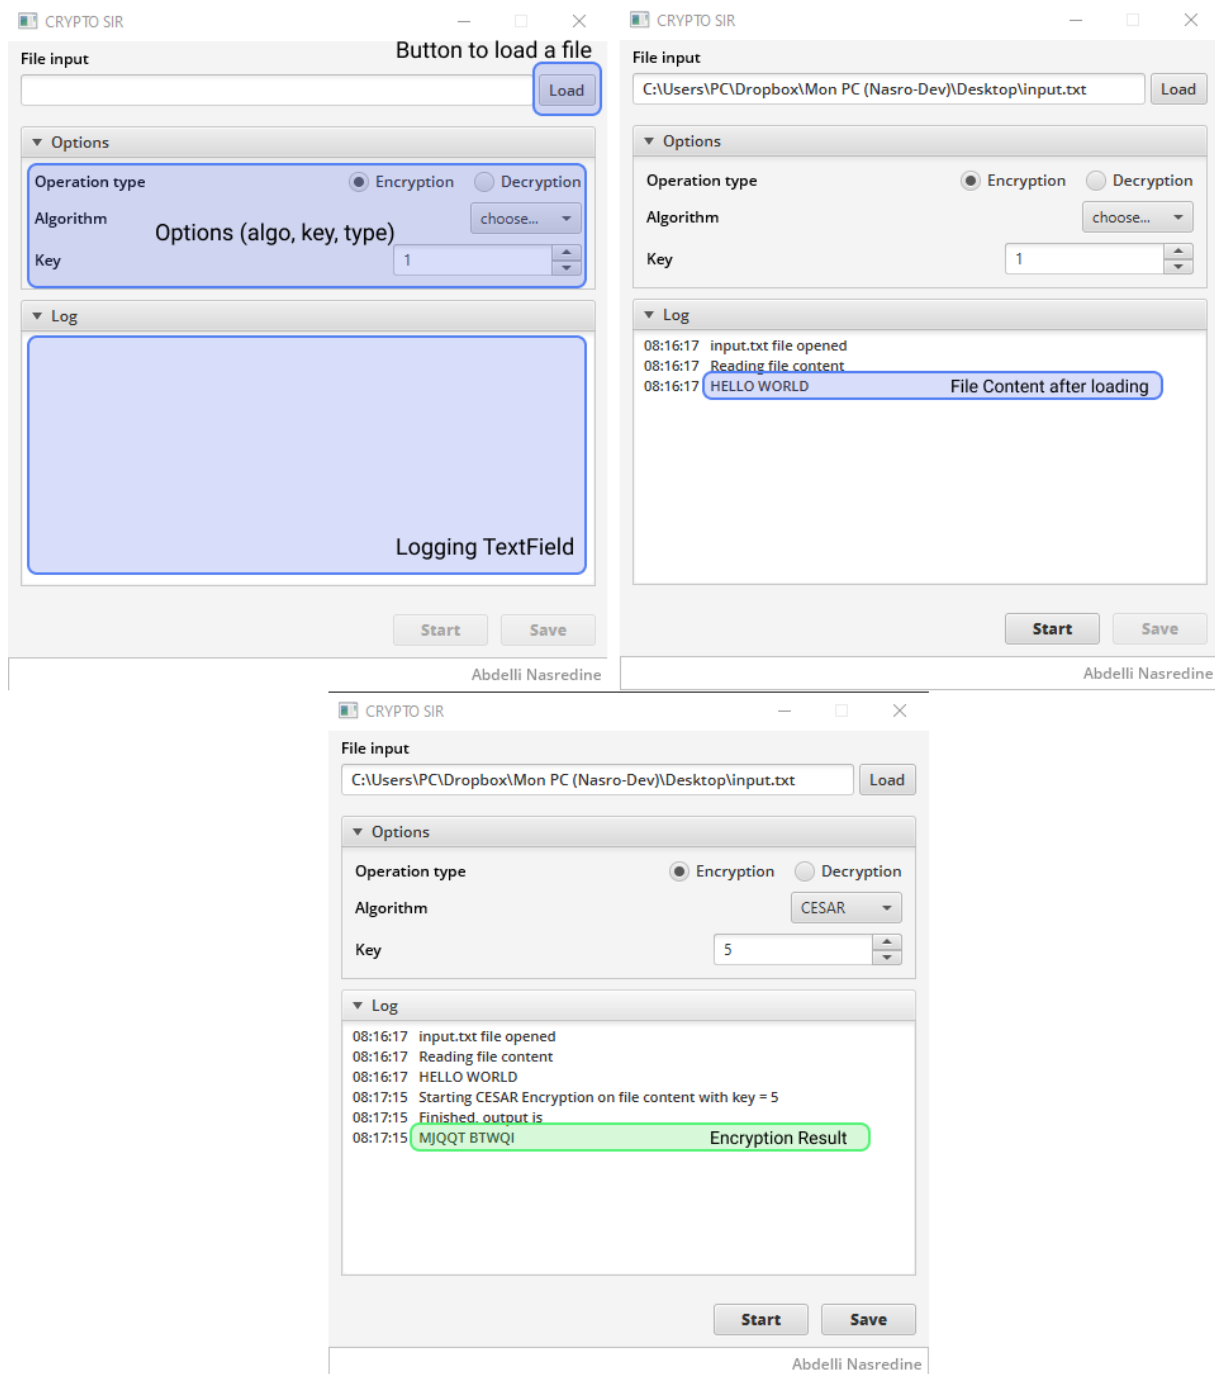 CRYPTO SIR
File input
Button to load a file
Load
Options
Operation type Encryption Decryption
Algorithm choose...
Options (algo, key, type)
Key 1
Log
Logging TextField
Start Save
Abdelli Nasredine
CRYPTO SIR
File input
C:\Users\PC\Dropbox\Mon PC (Nasro-Dev)\Desktop\input.txt Load
Options
Operation type Encryption Decryption
Algorithm choose...
Key 1
Log
08:16:17 input.txt file opened
08:16:17 Reading file content
08:16:17 HELLO WORLD File Content after loading
Start Save
Abdelli Nasredine
CRYPTO SIR
File input
C:\Users\PC\Dropbox\Mon PC (Nasro-Dev)\Desktop\input.txt Load
Options
Operation type Encryption Decryption
Algorithm CESAR
Key 5
Log
08:16:17 input.txt file opened
08:16:17 Reading file content
08:16:17 HELLO WORLD
08:17:15 Starting CESAR Encryption on file content with key = 5
08:17:15 Finished, output is
08:17:15 MJQQT BTWQI Encryption Result
Start Save
Abdelli Nasredine